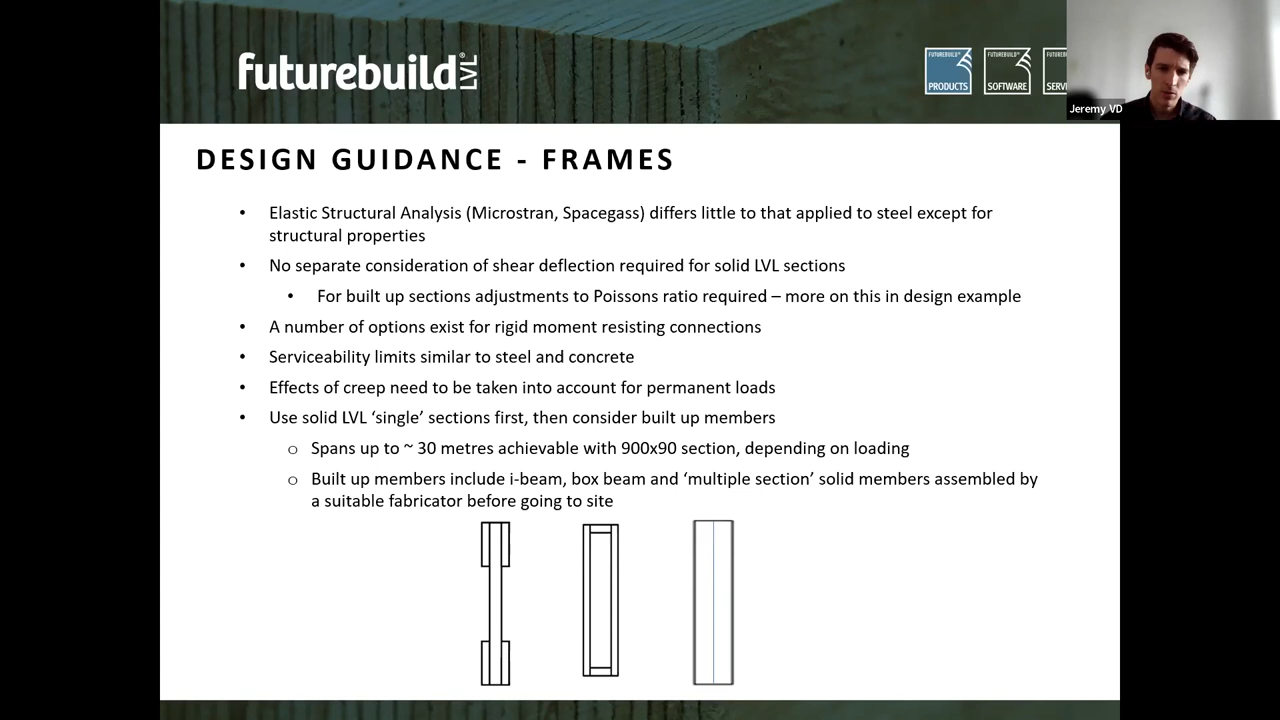 futurebuild LVL®
FUTUREBUILD™ PRODUCTS
FUTUREBUILD™ SOFTWARE
Jeremy VD
DESIGN GUIDANCE - FRAMES
• Elastic Structural Analysis (Microstran, Spacegass) differs little to that applied to steel except for
structural properties
• No separate consideration of shear deflection required for solid LVL sections
• For built up sections adjustments to Poissons ratio required – more on this in design example
• A number of options exist for rigid moment resisting connections
• Serviceability limits similar to steel and concrete
• Effects of creep need to be taken into account for permanent loads
• Use solid LVL ‘single’ sections first, then consider built up members
o Spans up to ~ 30 metres achievable with 900x90 section, depending on loading
o Built up members include i-beam, box beam and ‘multiple section’ solid members assembled by
a suitable fabricator before going to site